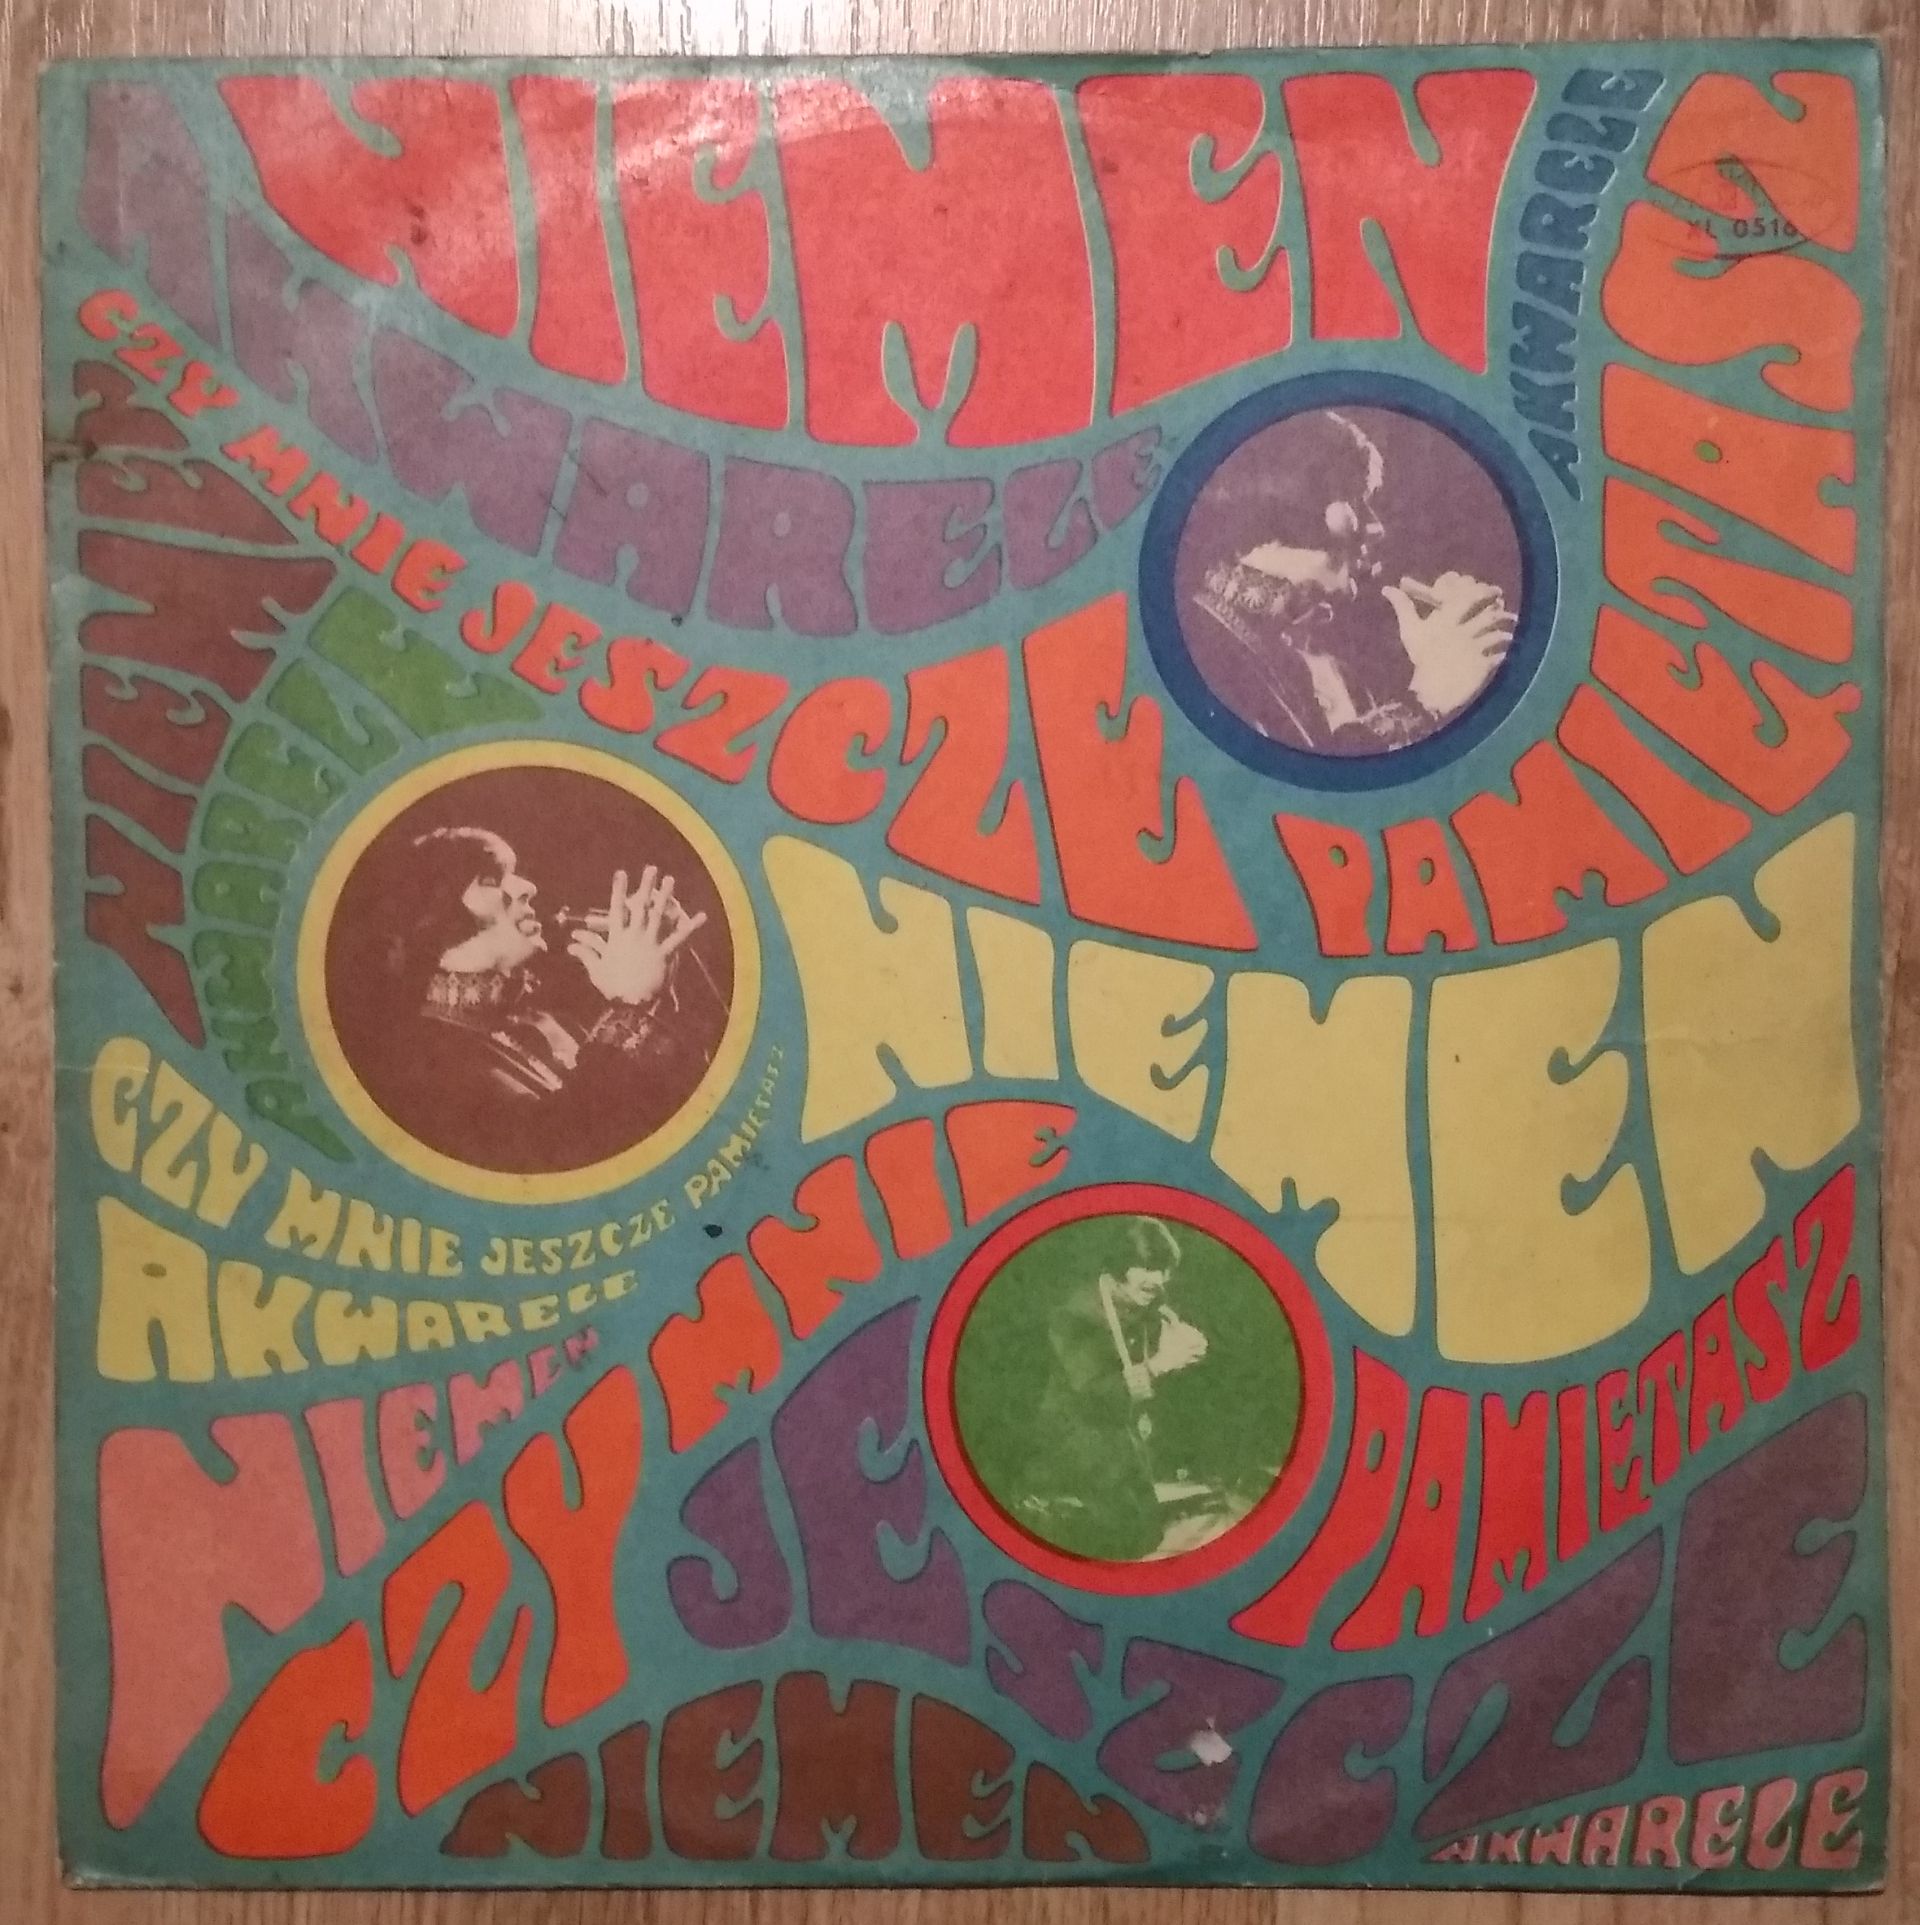 NIEMEN
AKWARELE
AKWARELE
XL 0516
CZY MNIE JESZCZE PAMIĘTASZ
NIEMEN
AKWARELE
NIEMEN
CZY MNIE JESZCZE PAMIĘTASZ
AKWARELE
NIEMEN
CZY MNIE
JESZCZE
PAMIĘTASZ
NIEMEN
AKWARELE